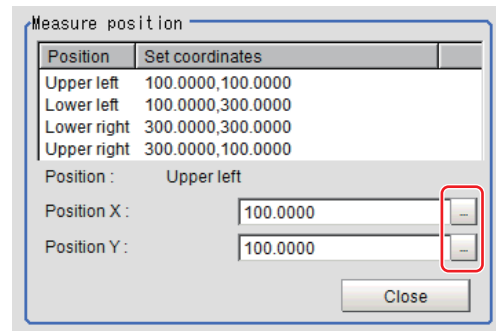 Measure position
Position Set coordinates
Upper left 100.0000,100.0000
Lower left 100.0000,300.0000
Lower right 300.0000,300.0000
Upper right 300.0000,100.0000
Position : Upper left
Position X : 100.0000 ...
Position Y : 100.0000 ...
Close